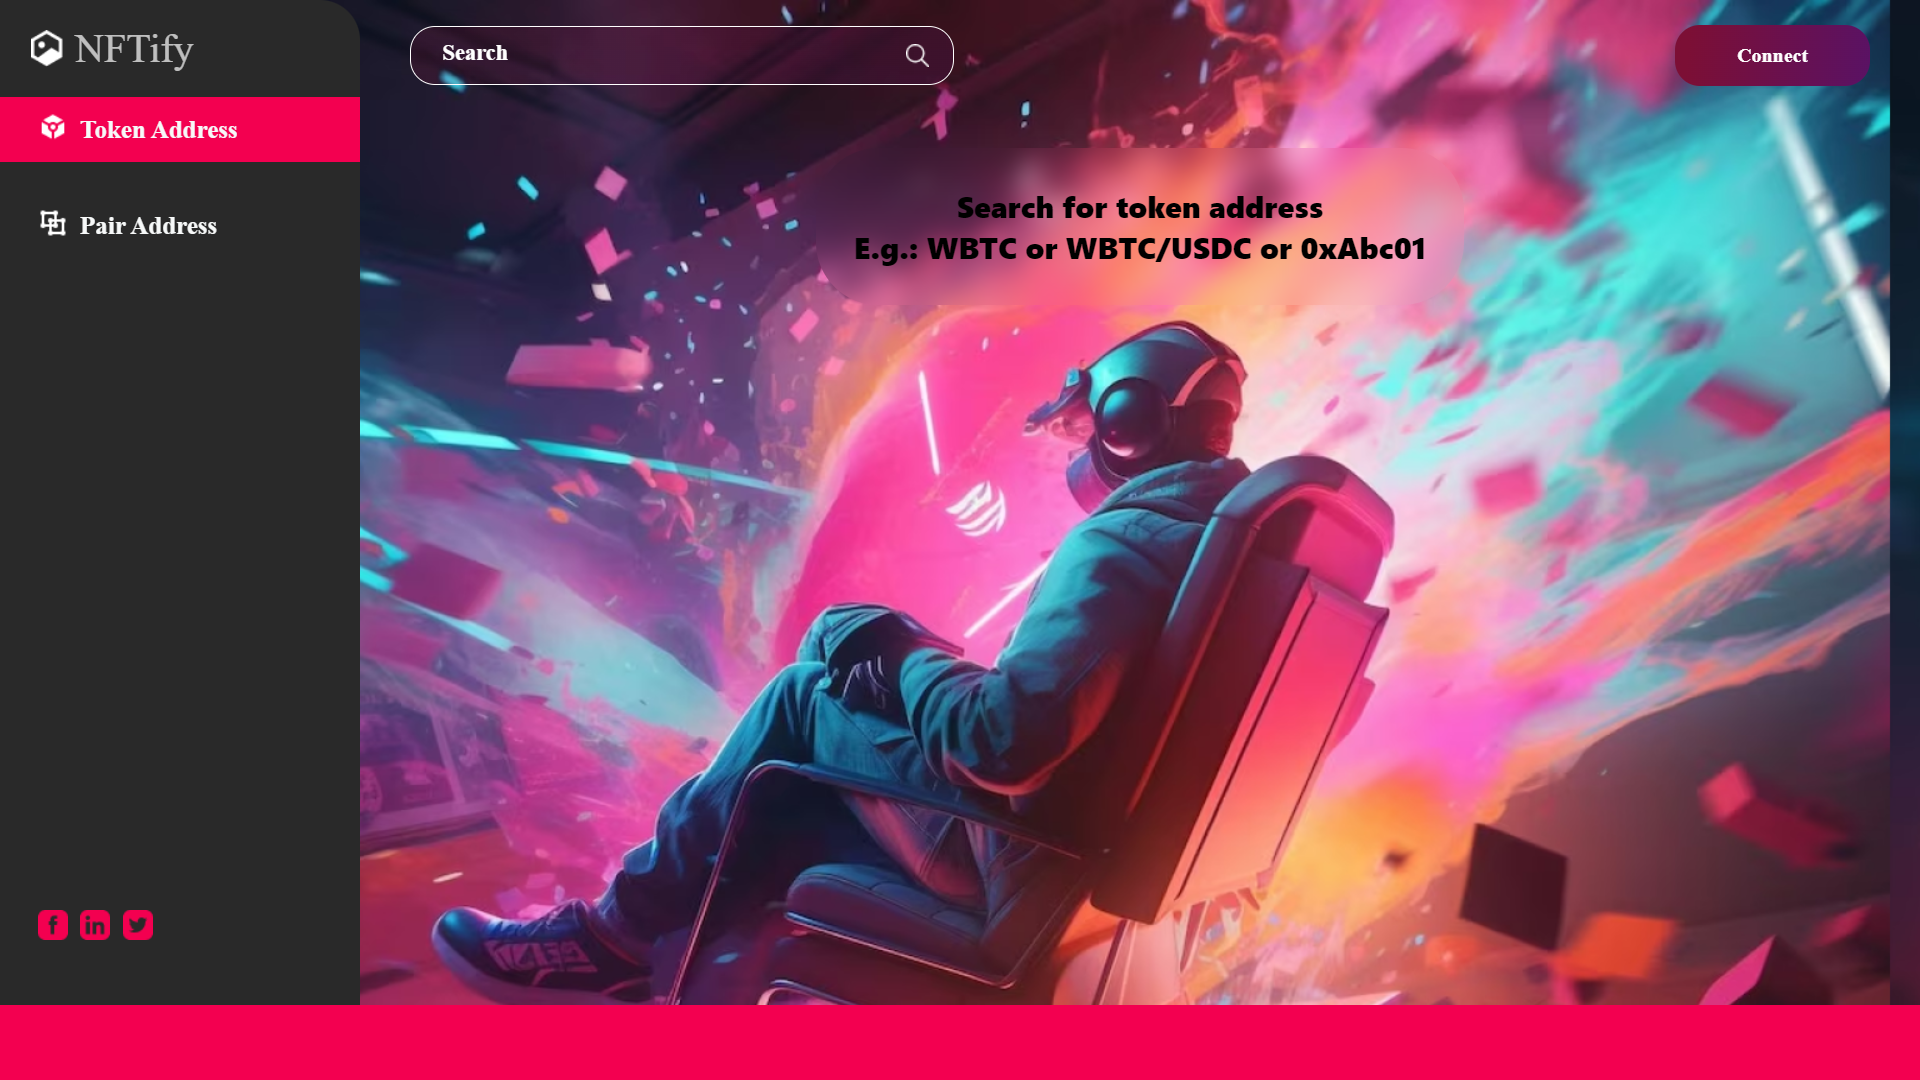 NFTify
Search
Connect
Token Address
Pair Address
Search for token address
E.g.: WBTC or WBTC/USDC or 0xAbc01